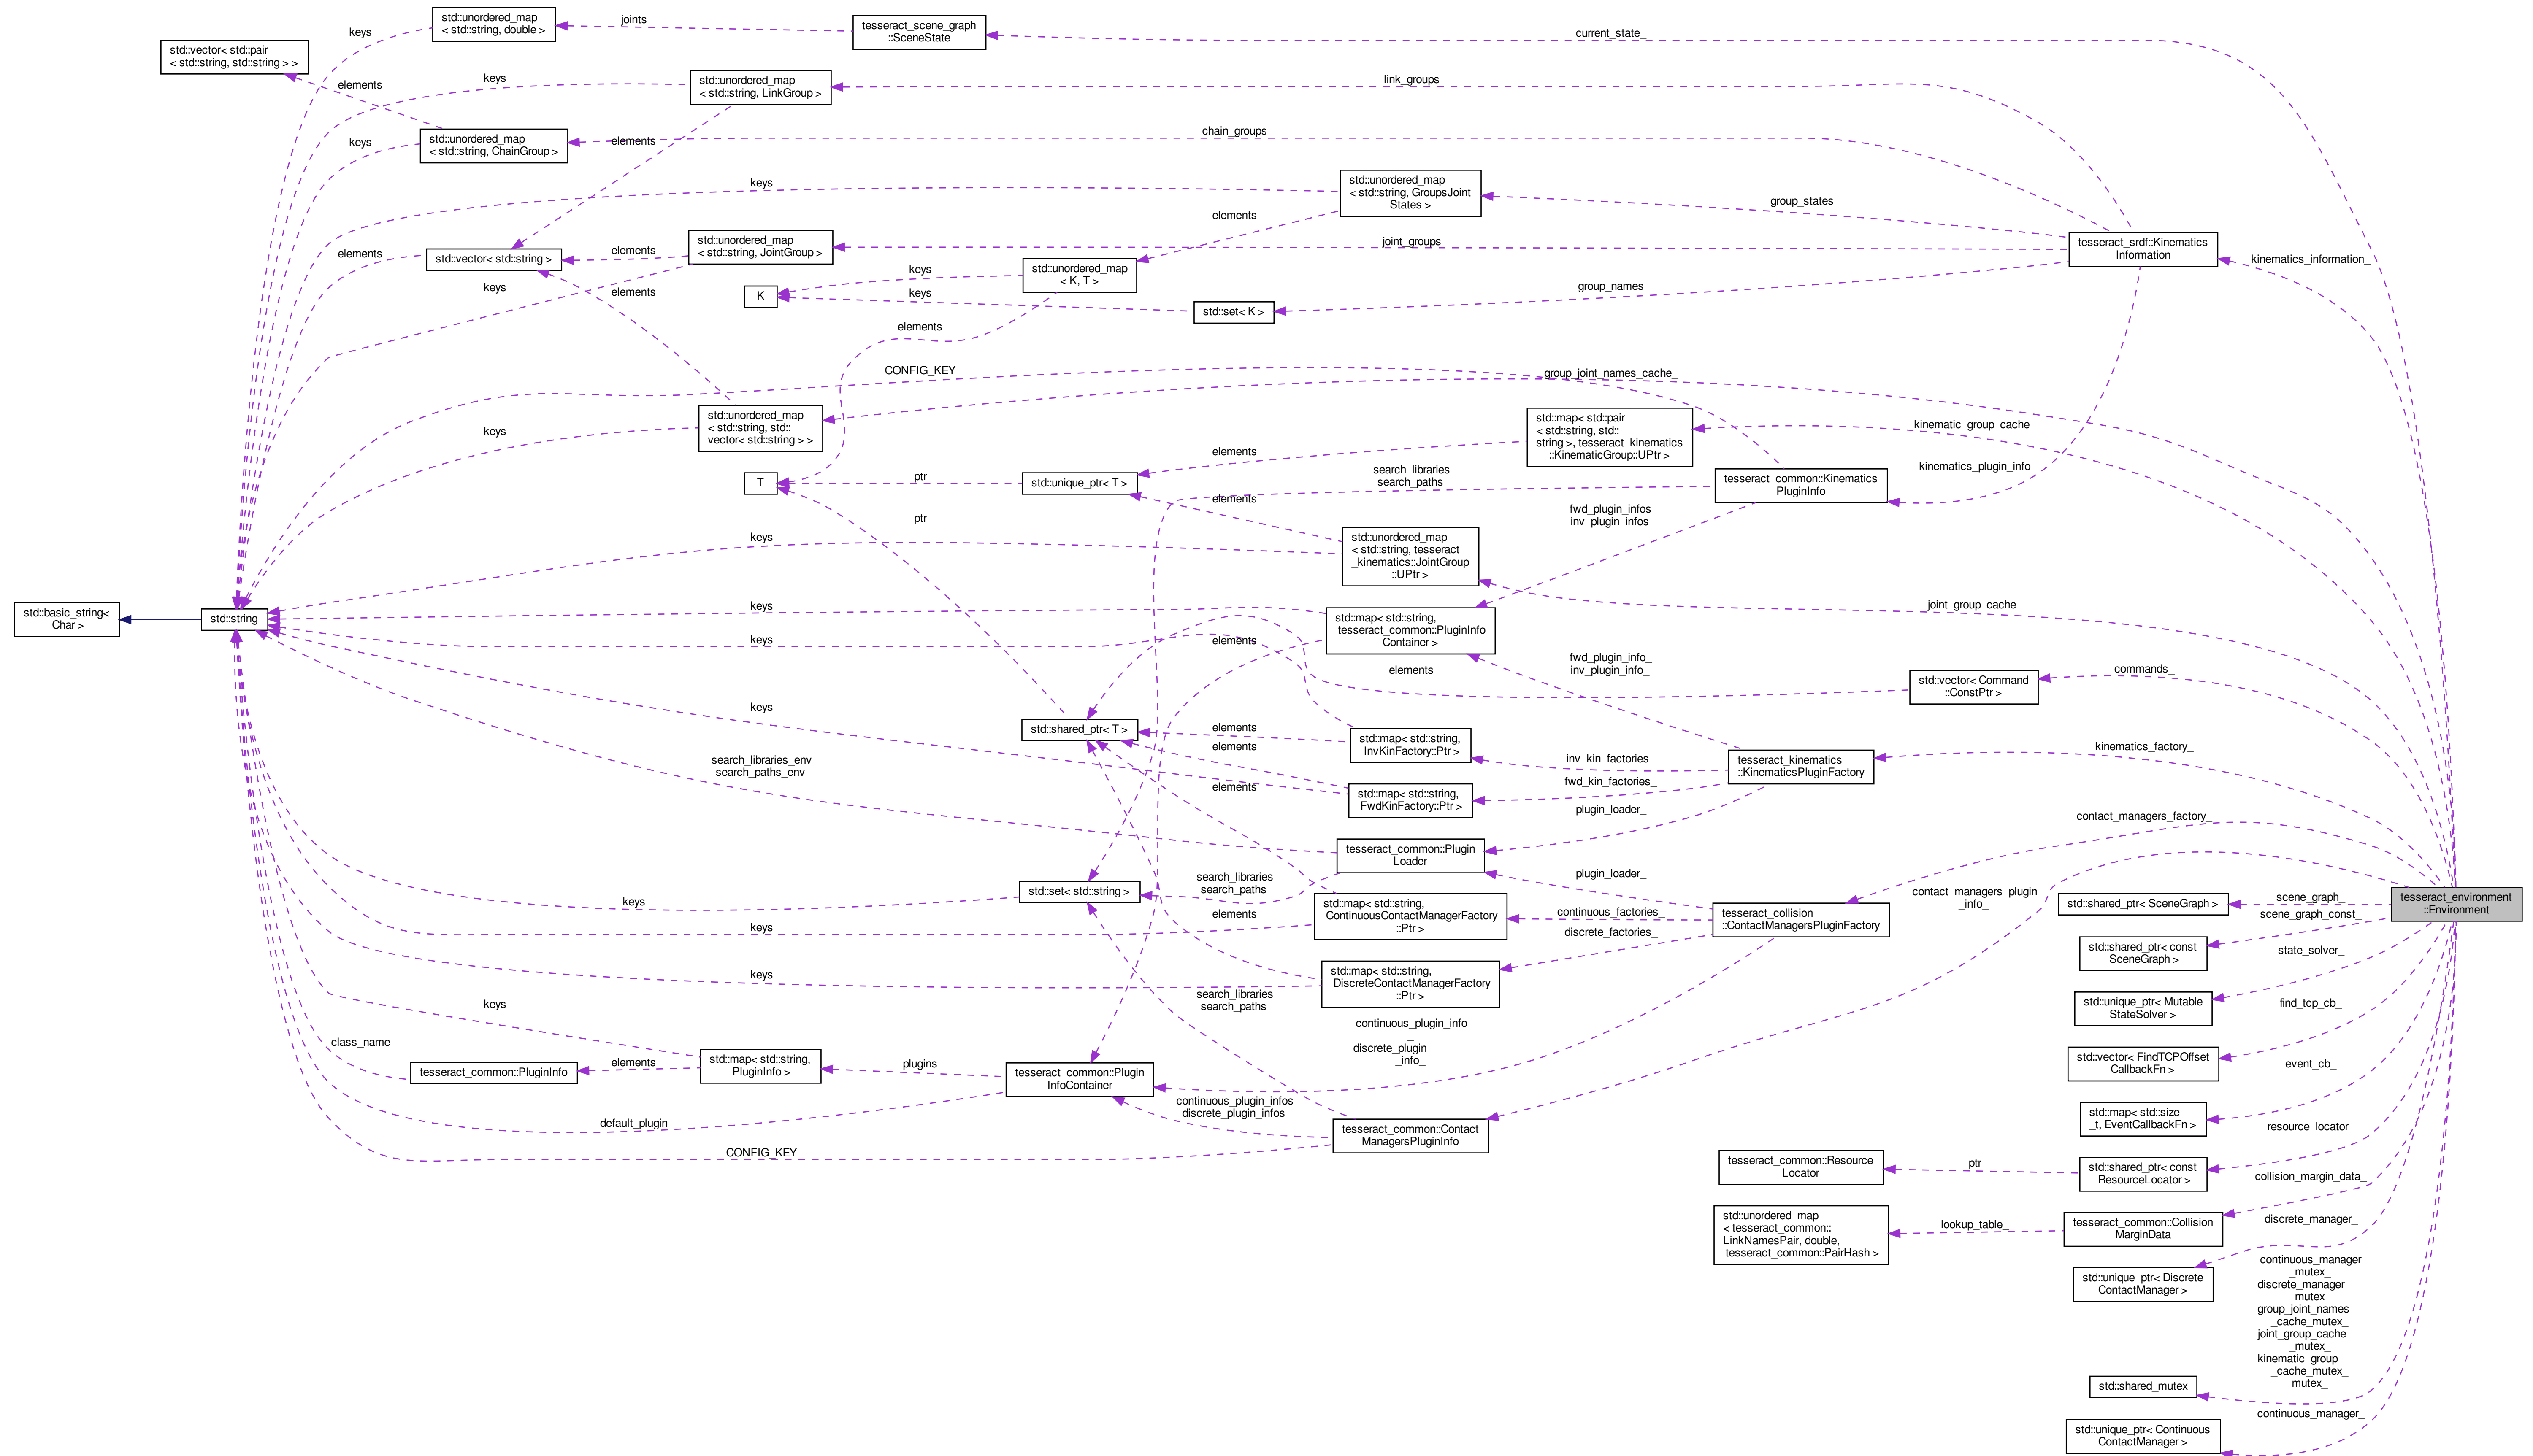 std::unordered_map
< std::string, double >
joints
tesseract_scene_graph
::SceneState
current_state_
keys
std::vector< std::pair
< std::string, std::string > >
elements
std::unordered_map
< std::string, LinkGroup >
keys
link_groups
std::unordered_map
< std::string, ChainGroup >
keys
elements
chain_groups
std::unordered_map
< std::string, GroupsJoint
States >
keys
group_states
elements
tesseract_srdf::Kinematics
Information
kinematics_information_
std::vector< std::string >
elements
elements
std::unordered_map
< std::string, JointGroup >
joint_groups
keys
elements
std::unordered_map
< K, T >
keys
K
keys
std::set< K >
group_names
elements
CONFIG_KEY
group_joint_names_cache_
std::unordered_map
< std::string, std::
vector< std::string > >
keys
std::map< std::pair
< std::string, std::
string >, tesseract_kinematics
::KinematicGroup::UPtr >
kinematic_group_cache_
elements
kinematics_plugin_info
T
ptr
std::unique_ptr< T >
search_libraries
search_paths
tesseract_common::Kinematics
PluginInfo
elements
ptr
fwd_plugin_infos
inv_plugin_infos
std::unordered_map
< std::string, tesseract
_kinematics::JointGroup
::UPtr >
keys
joint_group_cache_
std::basic_string<
Char >
std::string
keys
std::map< std::string,
tesseract_common::PluginInfo
Container >
keys
elements
elements
fwd_plugin_info_
inv_plugin_info_
std::vector< Command
::ConstPtr >
commands_
keys
std::shared_ptr< T >
elements
std::map< std::string,
InvKinFactory::Ptr >
inv_kin_factories_
elements
tesseract_kinematics
::KinematicsPluginFactory
kinematics_factory_
search_libraries_env
search_paths_env
elements
std::map< std::string,
FwdKinFactory::Ptr >
fwd_kin_factories_
plugin_loader_
contact_managers_factory_
tesseract_common::Plugin
Loader
plugin_loader_
search_libraries
search_paths
std::set< std::string >
keys
std::map< std::string,
ContinuousContactManagerFactory
::Ptr >
elements
keys
continuous_factories_
discrete_factories_
tesseract_collision
::ContactManagersPluginFactory
contact_managers_plugin
_info_
std::shared_ptr< SceneGraph >
scene_graph_
scene_graph_const_
tesseract_environment
::Environment
std::shared_ptr< const
SceneGraph >
state_solver_
keys
std::map< std::string,
DiscreteContactManagerFactory
::Ptr >
search_libraries
search_paths
keys
std::unique_ptr< Mutable
StateSolver >
find_tcp_cb_
continuous_plugin_info
_
discrete_plugin
_info_
class_name
tesseract_common::PluginInfo
elements
std::map< std::string,
PluginInfo >
plugins
tesseract_common::Plugin
InfoContainer
std::vector< FindTCPOffset
CallbackFn >
event_cb_
continuous_plugin_infos
discrete_plugin_infos
default_plugin
tesseract_common::Contact
ManagersPluginInfo
CONFIG_KEY
std::map< std::size
_t, EventCallbackFn >
resource_locator_
tesseract_common::Resource
Locator
ptr
std::shared_ptr< const
ResourceLocator >
collision_margin_data_
std::unordered_map
< tesseract_common::
LinkNamesPair, double,
tesseract_common::PairHash >
lookup_table_
tesseract_common::Collision
MarginData
discrete_manager_
std::unique_ptr< Discrete
ContactManager >
continuous_manager
_mutex_
discrete_manager
_mutex_
group_joint_names
_cache_mutex_
joint_group_cache
_mutex_
kinematic_group
_cache_mutex_
mutex_
std::shared_mutex
continuous_manager_
std::unique_ptr< Continuous
ContactManager >